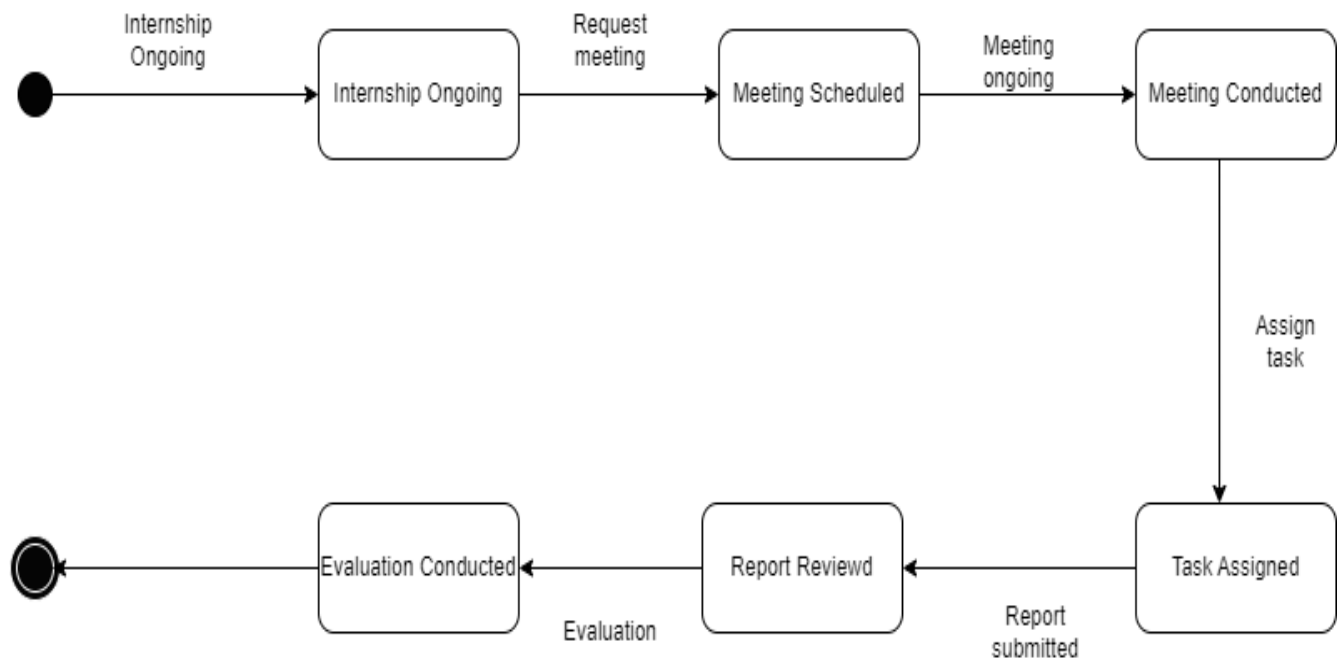 Internship
Ongoing
Internship Ongoing
Request
meeting
Meeting Scheduled
Meeting
ongoing
Meeting Conducted
Assign
task
Task Assigned
Report
submitted
Report Reviewd
Evaluation
Evaluation Conducted